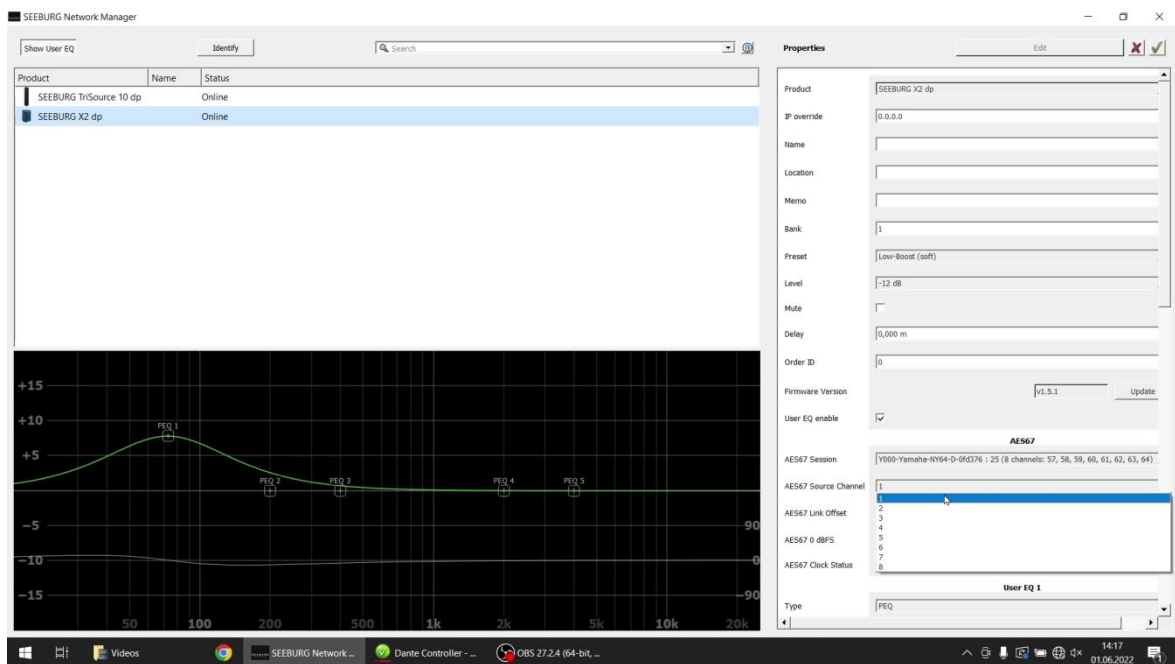 SEEBURG Network Manager
Show User EQ
Identify
Search
Properties
Edit
Product Name Status
SEEBURG TriSource 10 dp Online
SEEBURG X2 dp Online
Product SEEBURG X2 dp
IP override 0.0.0.0
Name
Location
Memo
Bank 1
Preset Low-Boost (soft)
Level -12 dB
Mute
Delay 0,000 m
Order ID 0
Firmware Version v1.5.1 Update
User EQ enable
AES67
AES67 Session Y000-Yamaha-NY64-D-0fd376 : 25 (8 channels: 57, 58, 59, 60, 61, 62, 63, 64)
AES67 Source Channel 1
1
2
3
4
5
6
7
8
AES67 Link Offset
AES67 0 dBFS
AES67 Clock Status
User EQ 1
Type PEQ
+15
+10
PEQ 1
+5
PEQ 2 PEQ 3 PEQ 4 PEQ 5
-5 90
-10 0
-15 -90
50 100 200 500 1k 2k 5k 10k 20k
Videos
SEEBURG Network ...
Dante Controller - ...
OBS 27.2.4 (64-bit, ...
14:17
01.06.2022